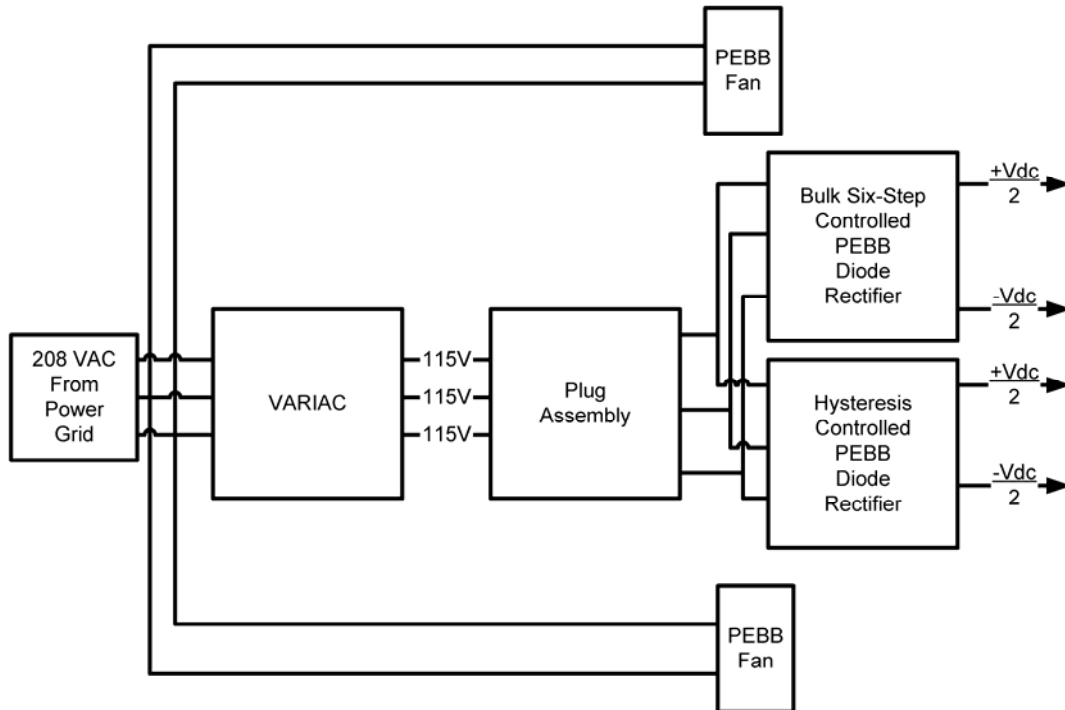 PEBB
Fan
Bulk Six-Step
Controlled
PEBB
Diode
Rectifier
+Vdc
2
-Vdc
2
208 VAC
From
Power
Grid
VARIAC
115V
115V
115V
Plug
Assembly
Hysteresis
Controlled
PEBB
Diode
Rectifier
+Vdc
2
-Vdc
2
PEBB
Fan